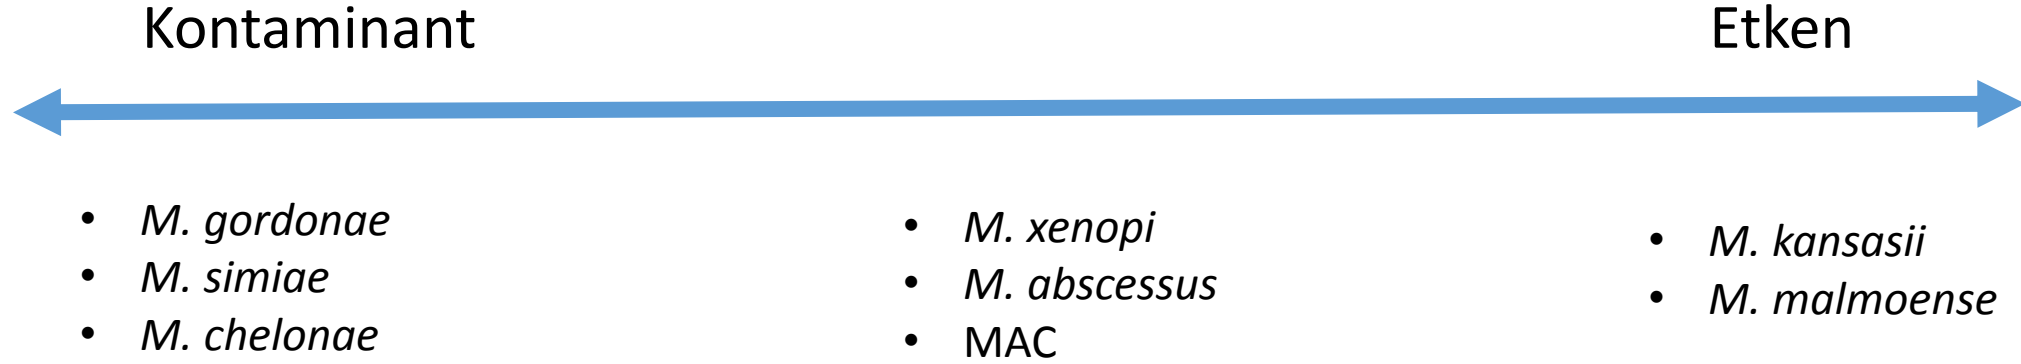 Kontaminant
Etken
• M. gordonae
• M. simiae
• M. chelonae
• M. xenopi
• M. abscessus
• MAC
• M. kansasii
• M. malmoense